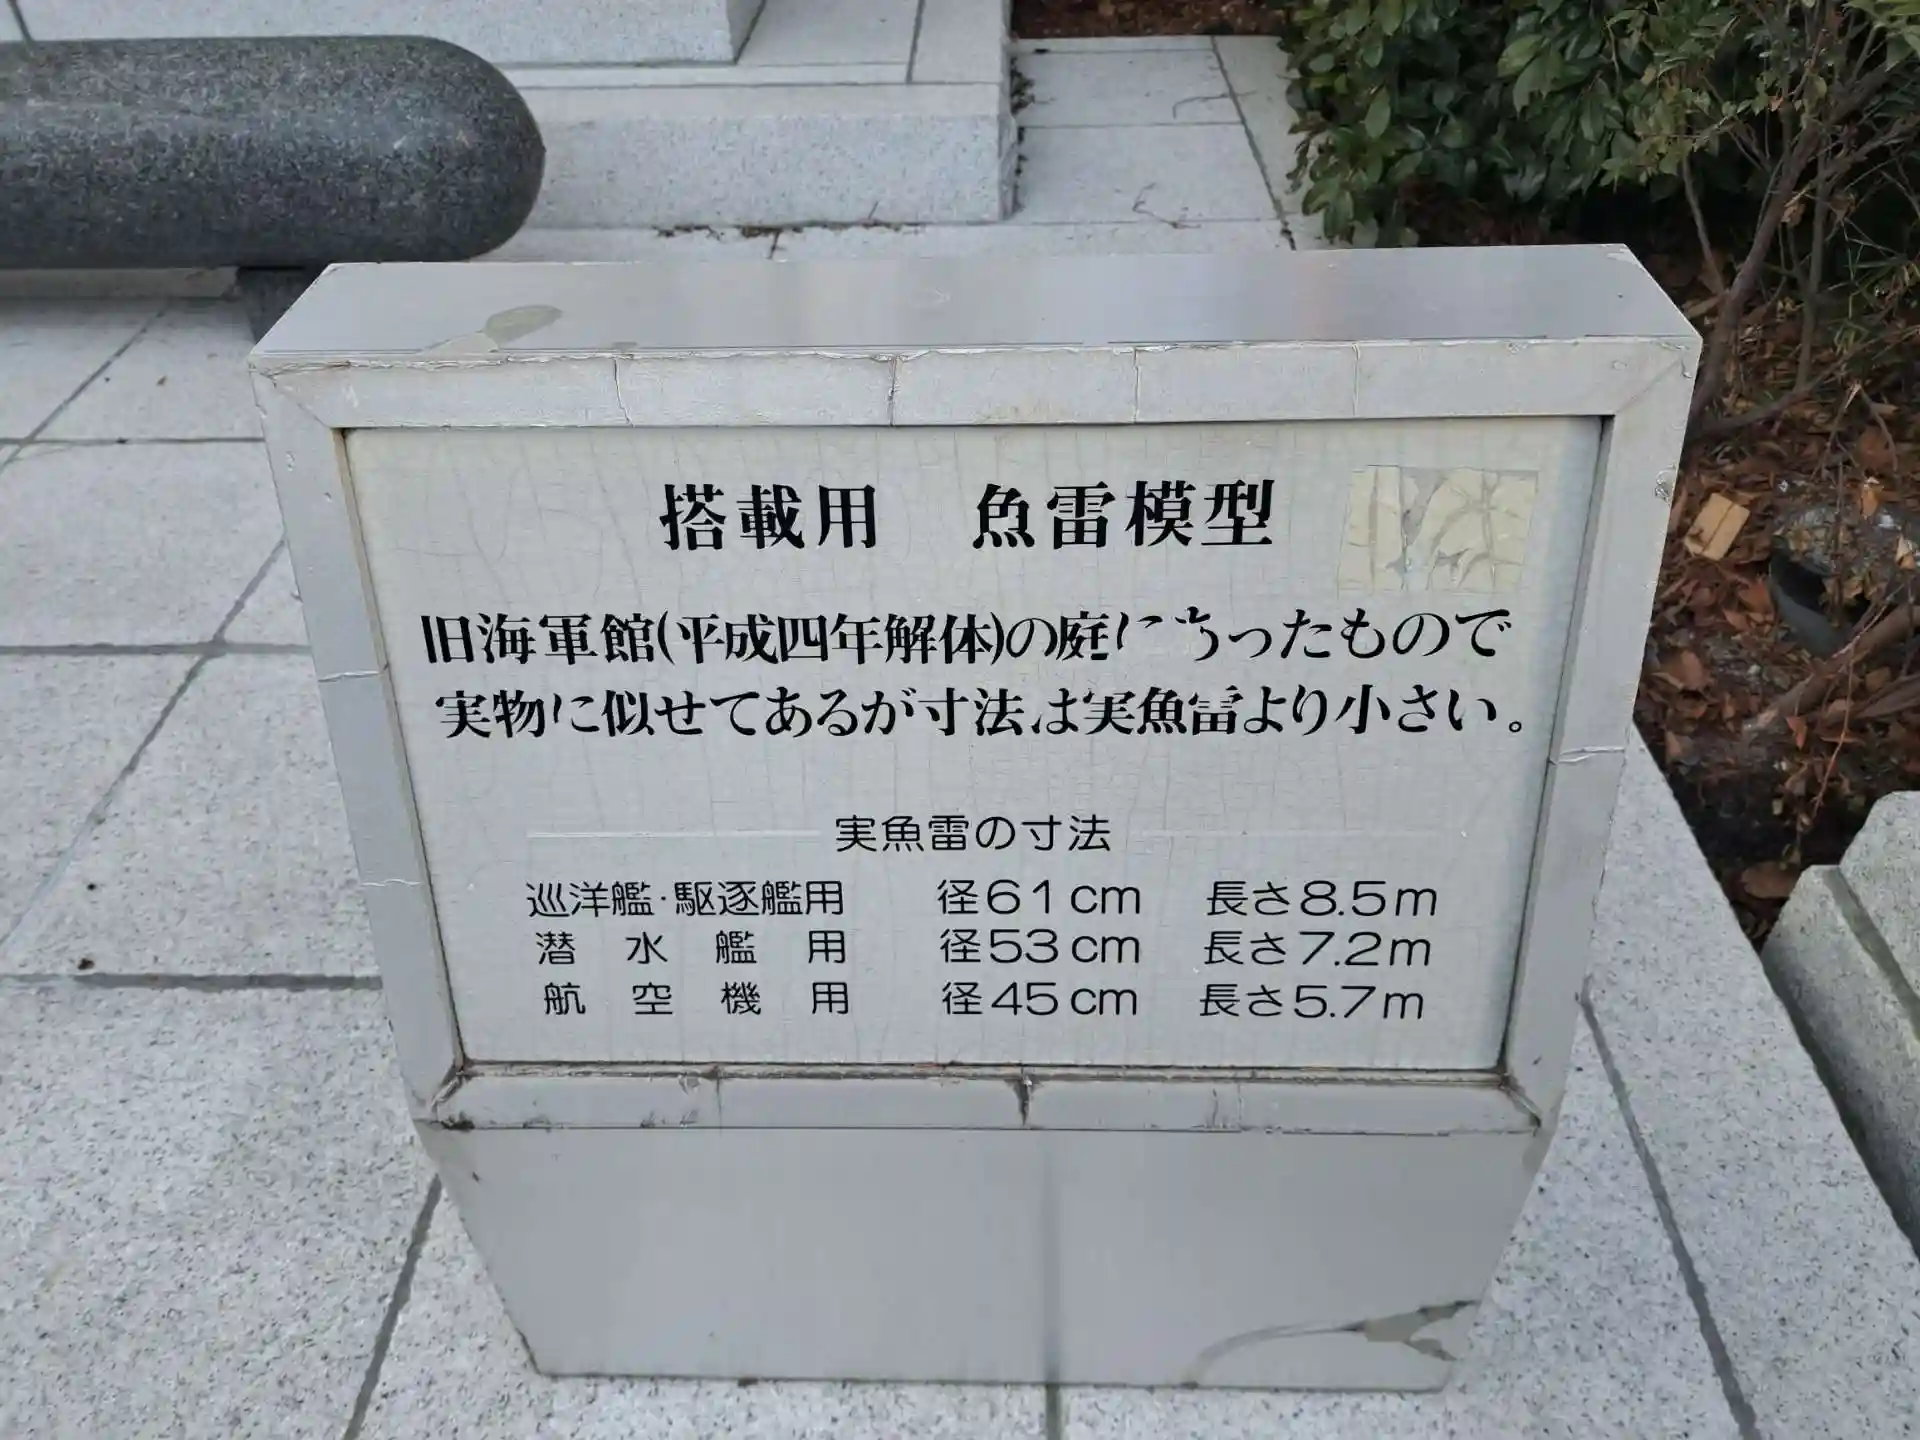 搭載用　魚雷模型
旧海軍館(平成四年解体)の庭にあったもので
実物に似せてあるが寸法は実魚雷より小さい。
実魚雷の寸法
巡洋艦・駆逐艦用　径61cm　長さ8.5m
潜水艦用　径53cm　長さ7.2m
航空機用　径45cm　長さ5.7m